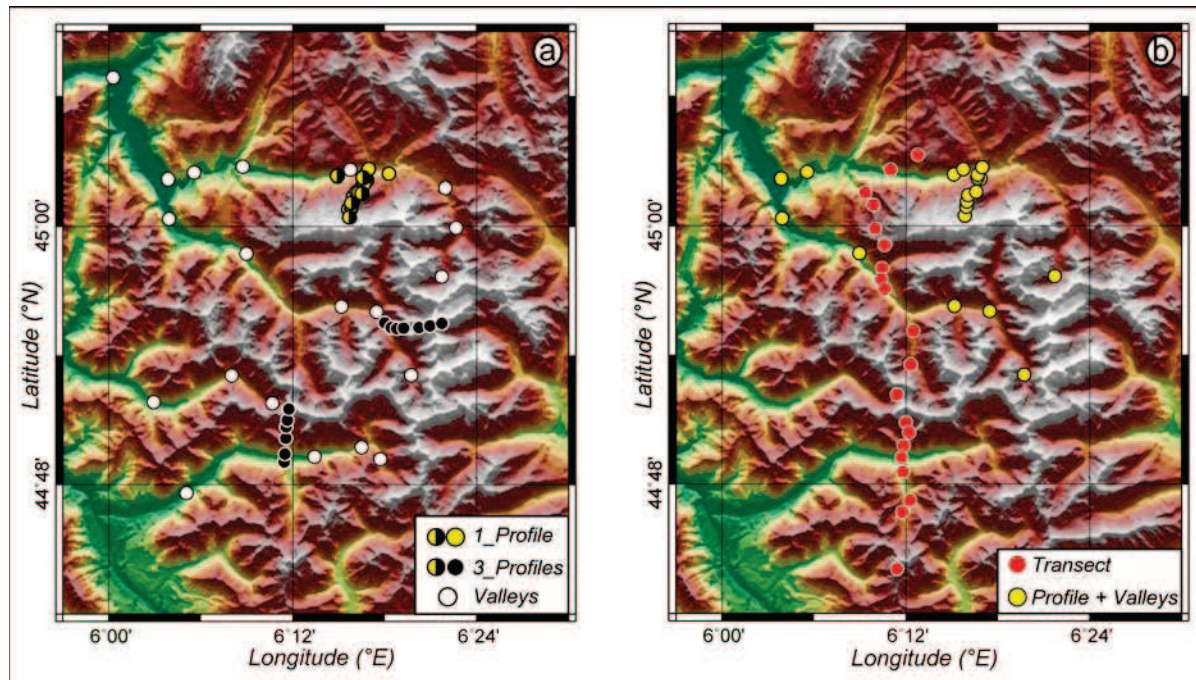 a
b
45°00'
44°48'
Latitude (°N)
1_Profile
3_Profiles
Valleys
6°00'
6°12'
6°24'
Longitude (°E)
45°00'
44°48'
Latitude (°N)
Transect
Profile + Valleys
6°00'
6°12'
6°24'
Longitude (°E)